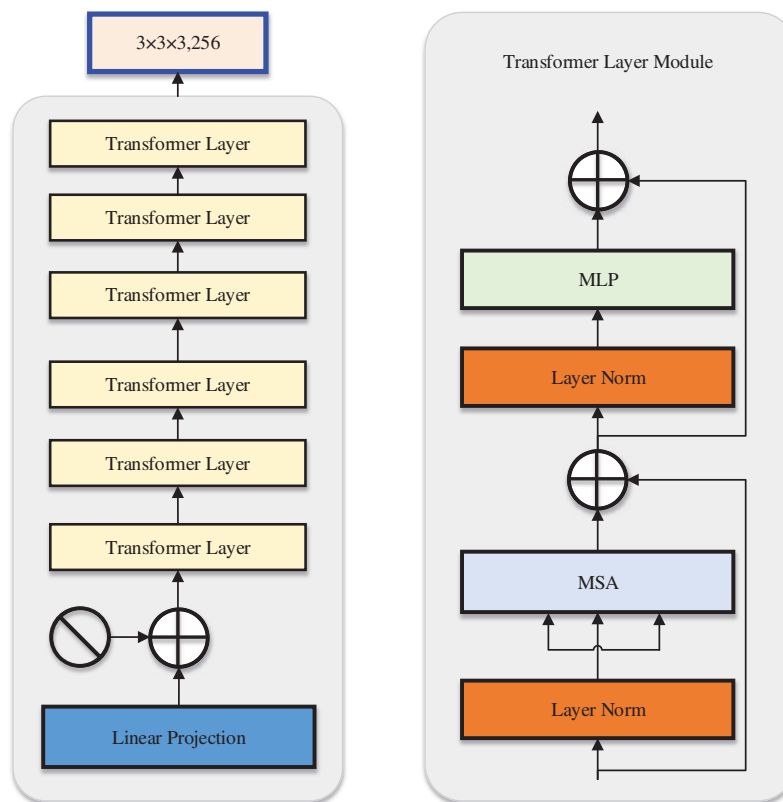 3×3×3,256
Transformer Layer
Transformer Layer
Transformer Layer
Transformer Layer
Transformer Layer
Transformer Layer
Linear Projection
Transformer Layer Module
MLP
Layer Norm
MSA
Layer Norm